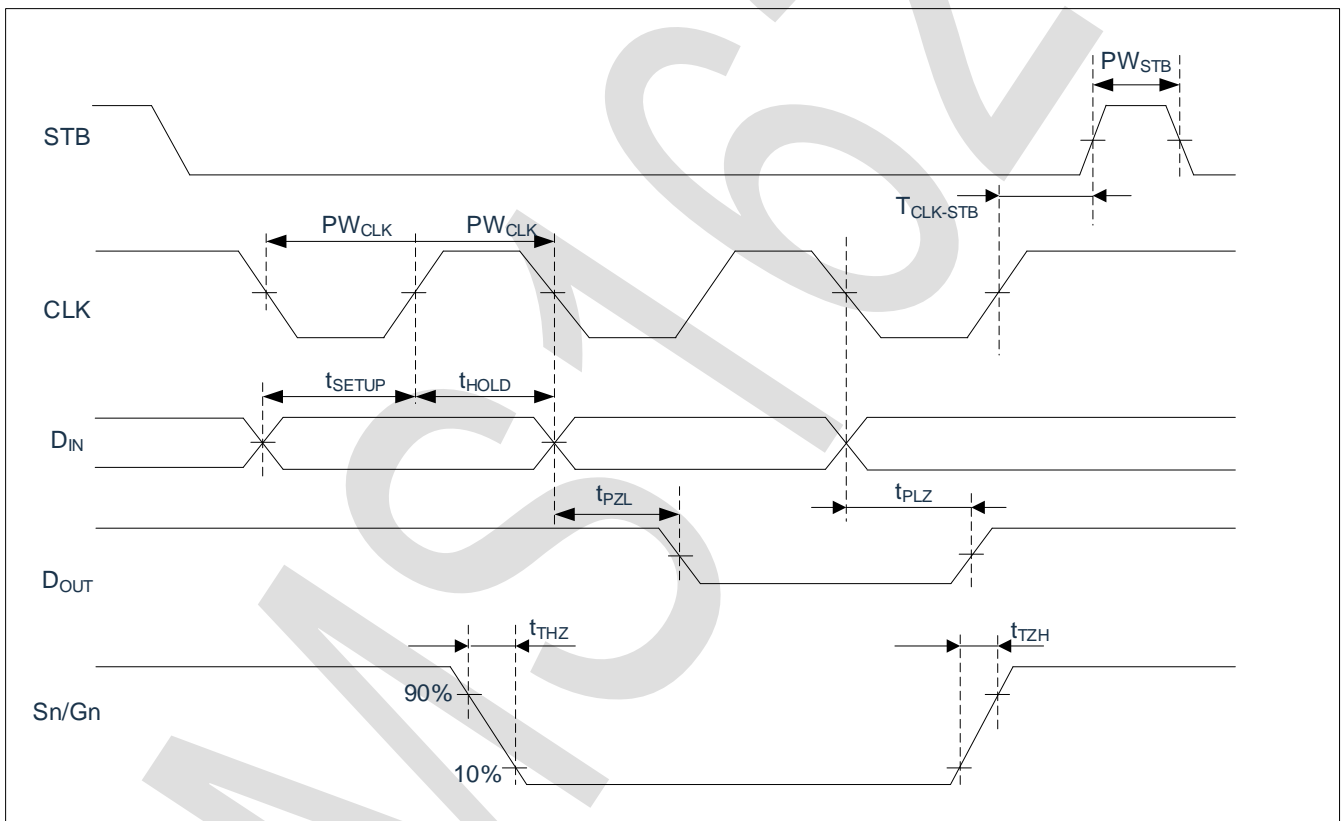 PWSTB
STB
TCLK-STB
PWCLK PWCLK
CLK
tSETUP tHOLD
DIN
tPZL tPLZ
DOUT
tTHZ tTZH
90%
Sn/Gn
10%
MS162